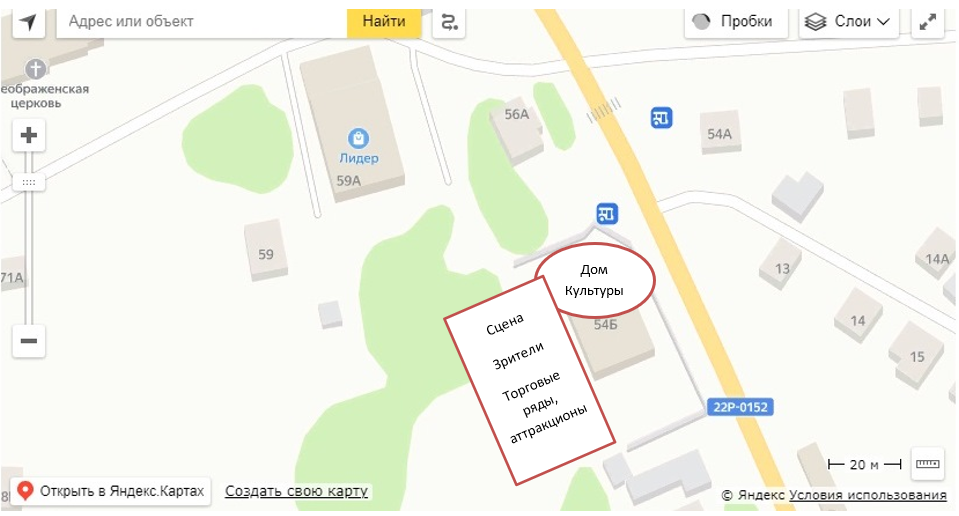 Адрес или объект
Найти
Пробки
Слои
еображенская
церковь
56А
54А
Лидер
59А
59
71А
Дом
Культуры
13
14А
Сцена
Зрители
Торговые
ряды,
аттракционы
54Б
14
15
22Р-0152
20 м
Открыть в Яндекс.Картах
Создать свою карту
© Яндекс Условия использования